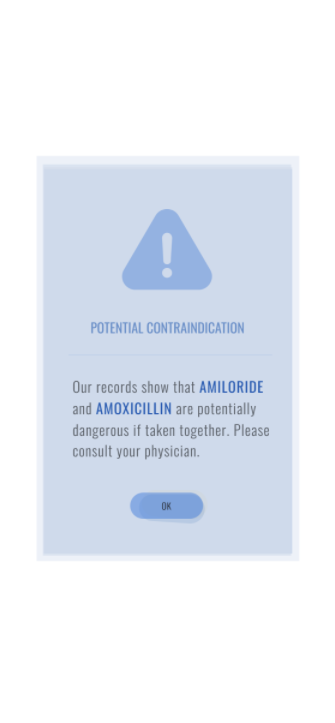 POTENTIAL CONTRAINDICATION
Our records show that AMILORIDE
and AMOXICILLIN are potentially
dangerous if taken together. Please
consult your physician.
OK